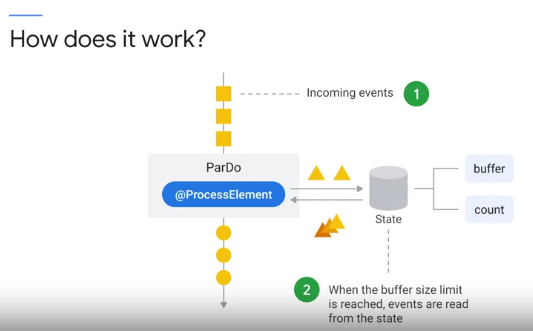 How does it work?
Incoming events
1
ParDo
@ProcessElement
buffer
count
State
2
When the buffer size limit
is reached, events are read
from the state